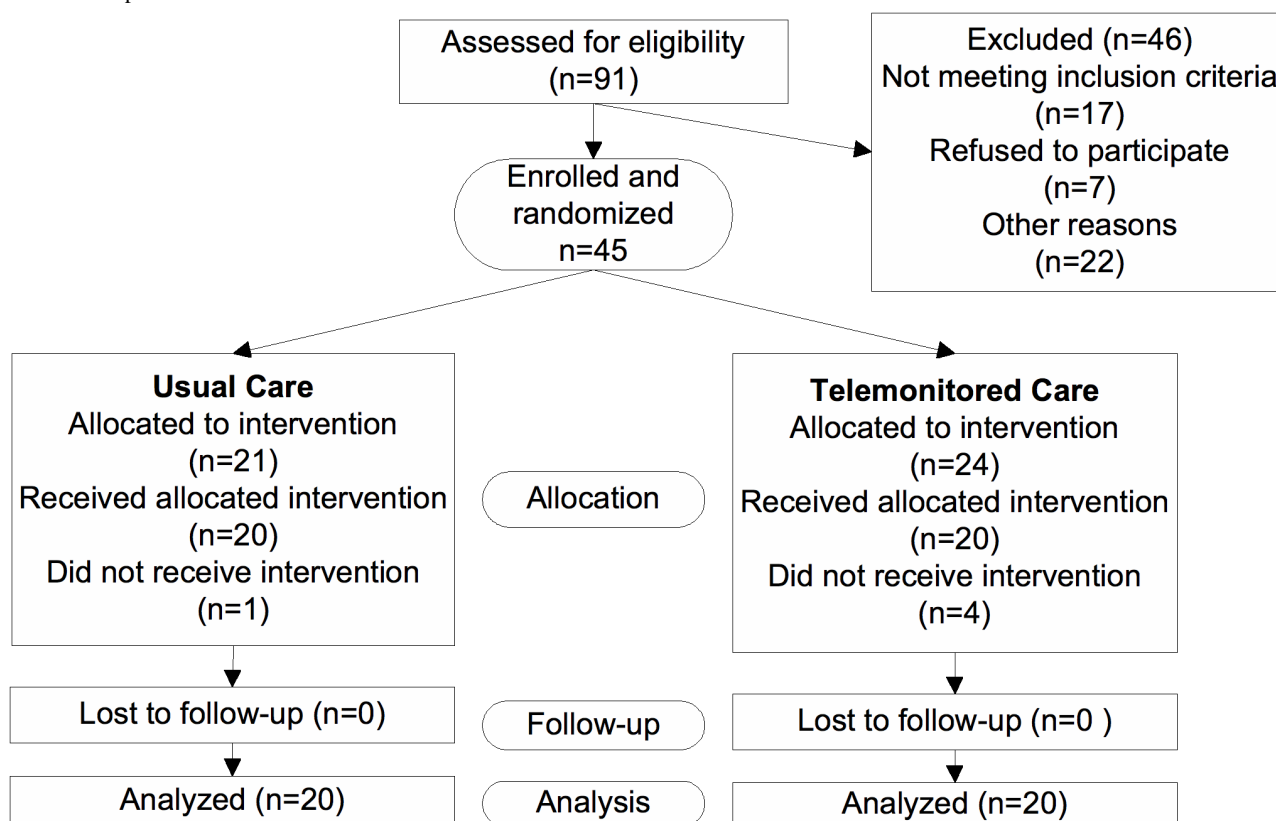 Assessed for eligibility
(n=91)
Excluded (n=46)
Not meeting inclusion criteria
(n=17)
Refused to participate
(n=7)
Other reasons
(n=22)
Enrolled and
randomized
n=45
Usual Care
Allocated to intervention
(n=21)
Received allocated intervention
(n=20)
Did not receive intervention
(n=1)
Allocation
Telemonitored Care
Allocated to intervention
(n=24)
Received allocated intervention
(n=20)
Did not receive intervention
(n=4)
Lost to follow-up (n=0)
Follow-up
Lost to follow-up (n=0 )
Analyzed (n=20)
Analysis
Analyzed (n=20)